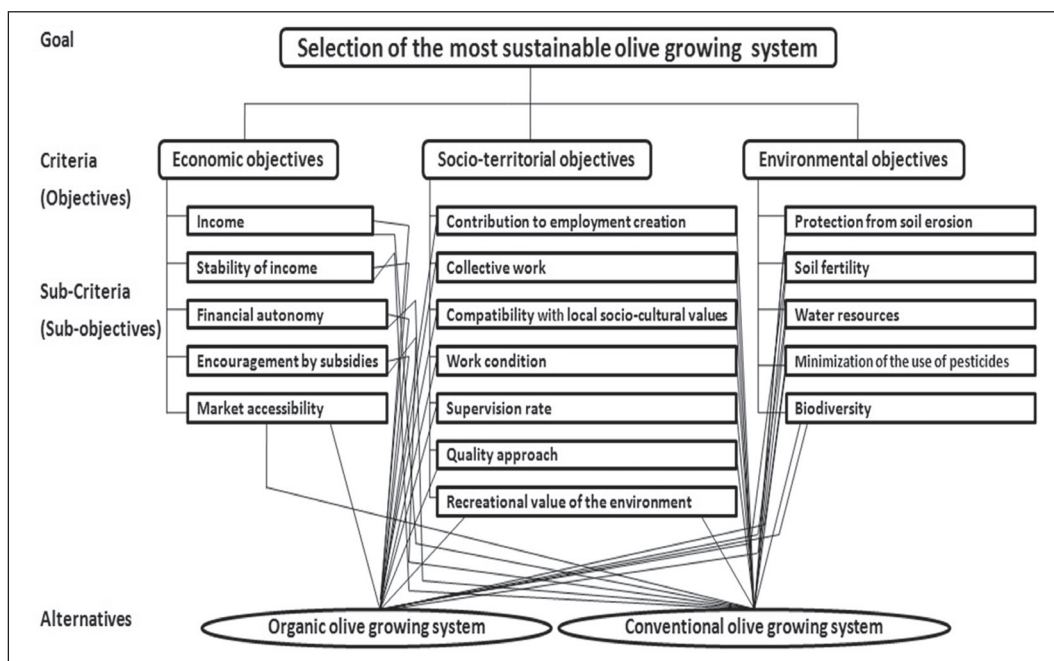 Goal
Selection of the most sustainable olive growing system
Criteria
(Objectives)
Economic objectives
Socio-territorial objectives
Environmental objectives
Sub-Criteria
(Sub-objectives)
Income
Stability of income
Financial autonomy
Encouragement by subsidies
Market accessibility
Contribution to employment creation
Collective work
Compatibility with local socio-cultural values
Work condition
Supervision rate
Quality approach
Recreational value of the environment
Protection from soil erosion
Soil fertility
Water resources
Minimization of the use of pesticides
Biodiversity
Alternatives
Organic olive growing system
Conventional olive growing system